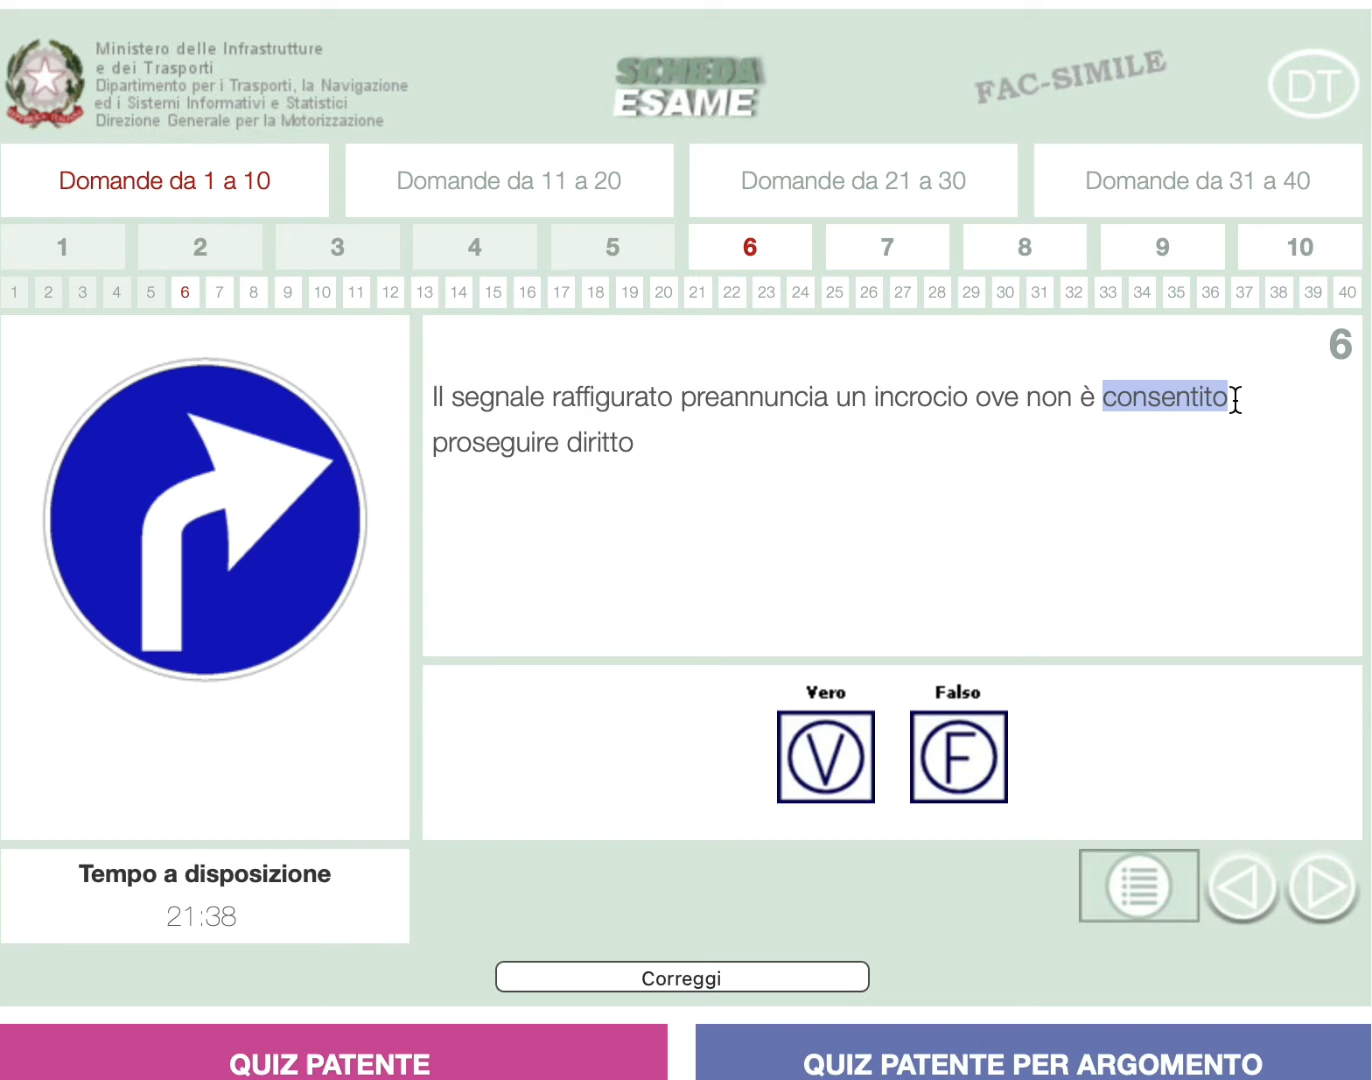 Ministero delle Infrastrutture
e dei Trasporti
Dipartimento per i Trasporti, la Navigazione
ed i Sistemi Informativi e Statistici
Direzione Generale per la Motorizzazione
SCHEDA
ESAME
FAC-SIMILE
DT
Domande da 1 a 10
Domande da 11 a 20
Domande da 21 a 30
Domande da 31 a 40
1 2 3 4 5 6 7 8 9 10
1 2 3 4 5 6 7 8 9 10 11 12 13 14 15 16 17 18 19 20 21 22 23 24 25 26 27 28 29 30 31 32 33 34 35 36 37 38 39 40
6
Il segnale raffigurato preannuncia un incrocio ove non è consentito
proseguire diritto
Vero Falso
V F
Tempo a disposizione
21:38
Correggi
QUIZ PATENTE
QUIZ PATENTE PER ARGOMENTO